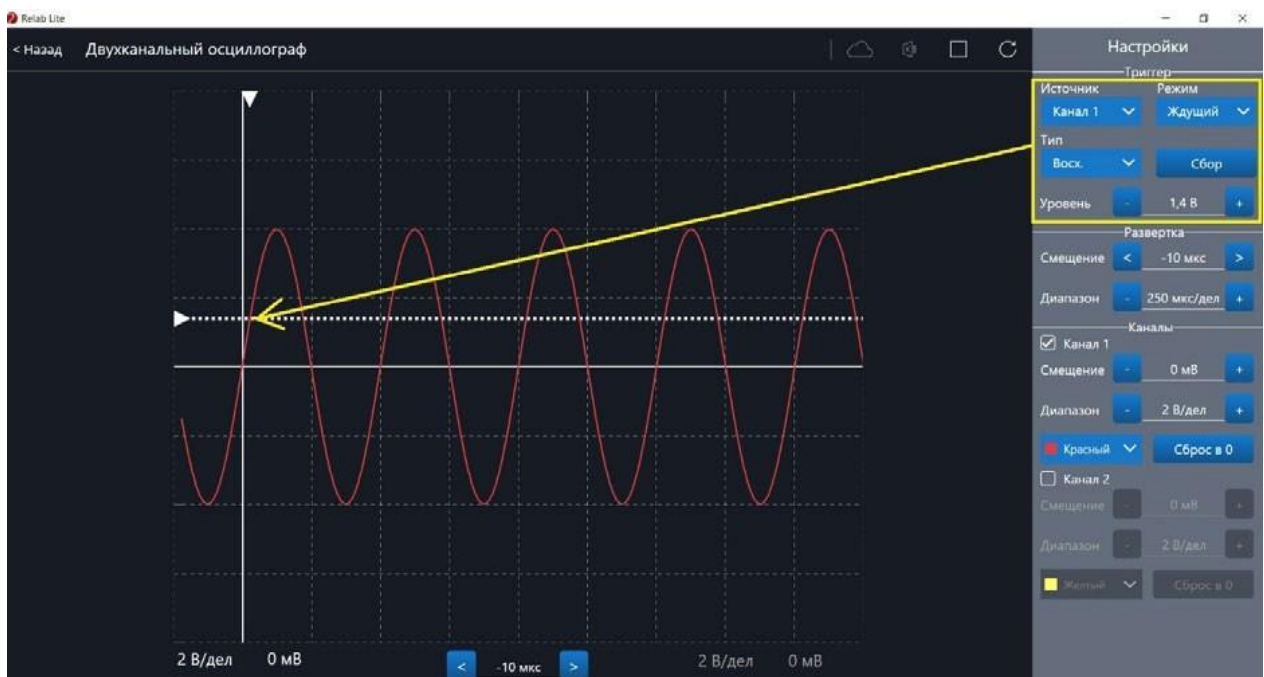 Relab Lite
< Назад Двухканальный осциллограф
Настройки
Триггер
Источник Режим
Канал 1 Ждущий
Тип
Восх. Сбор
Уровень - 1,4 В +
Развертка
Смещение < -10 мкс >
Диапазон - 250 мкс/дел +
Каналы
Канал 1
Смещение - 0 мВ +
Диапазон - 2 В/дел +
Красный Сброс в 0
Канал 2
Смещение - 0 мВ +
Диапазон - 2 В/дел +
Желтый Сброс в 0
2 В/дел 0 мВ < -10 мкс > 2 В/дел 0 мВ